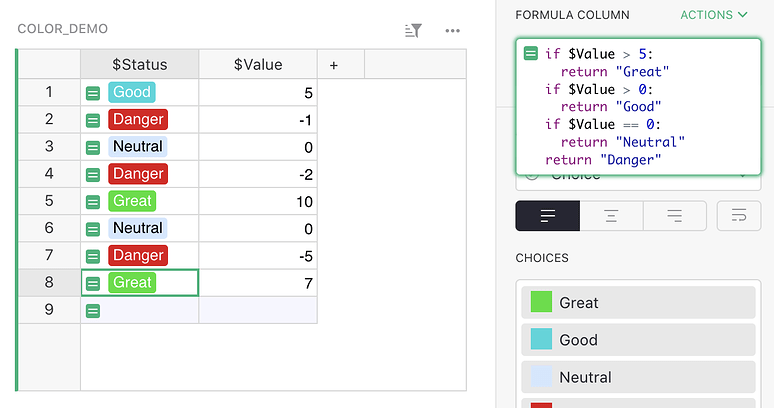 COLOR_DEMO
$Status $Value +
1 Good 5
2 Danger -1
3 Neutral 0
4 Danger -2
5 Great 10
6 Neutral 0
7 Danger -5
8 Great 7
9
FORMULA COLUMN ACTIONS
if $Value > 5:
return "Great"
if $Value > 0:
return "Good"
if $Value == 0:
return "Neutral"
return "Danger"
Choice
CHOICES
Great
Good
Neutral